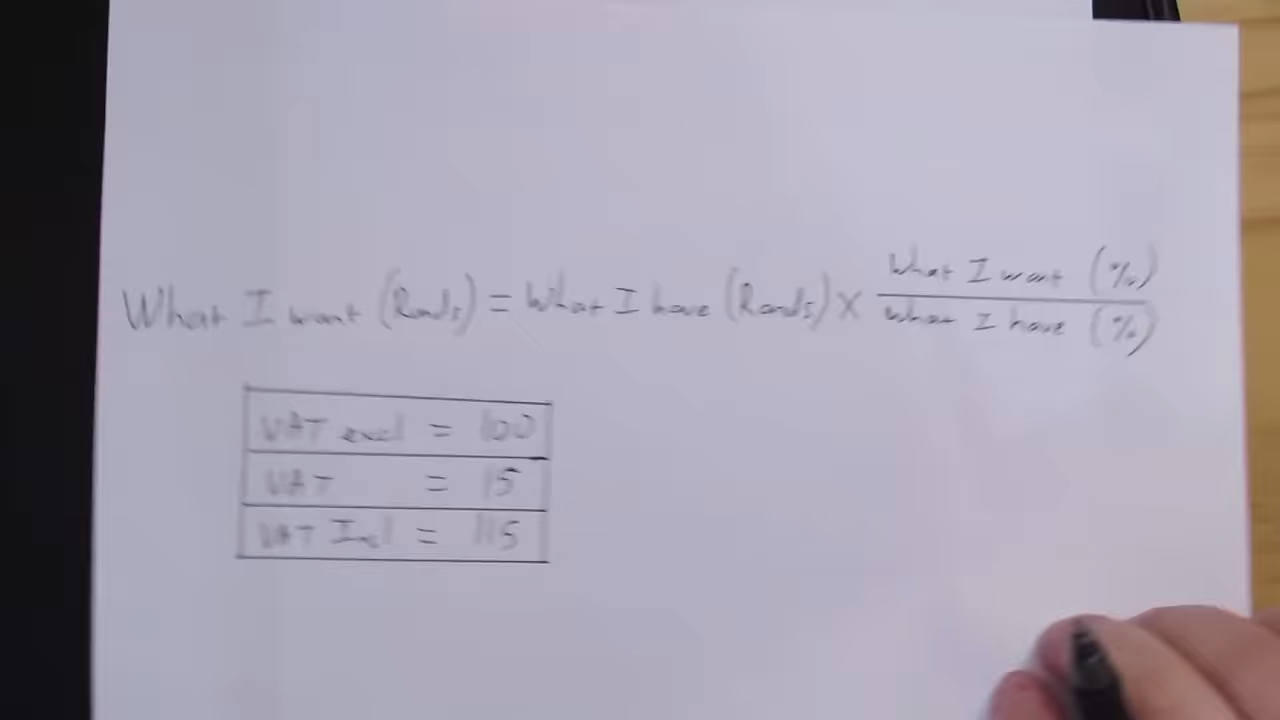 What I want (Rands) = What I have (Rands) × What I want (%)
What I have (%)
VAT excl = 100
VAT = 15
VAT Incl = 115